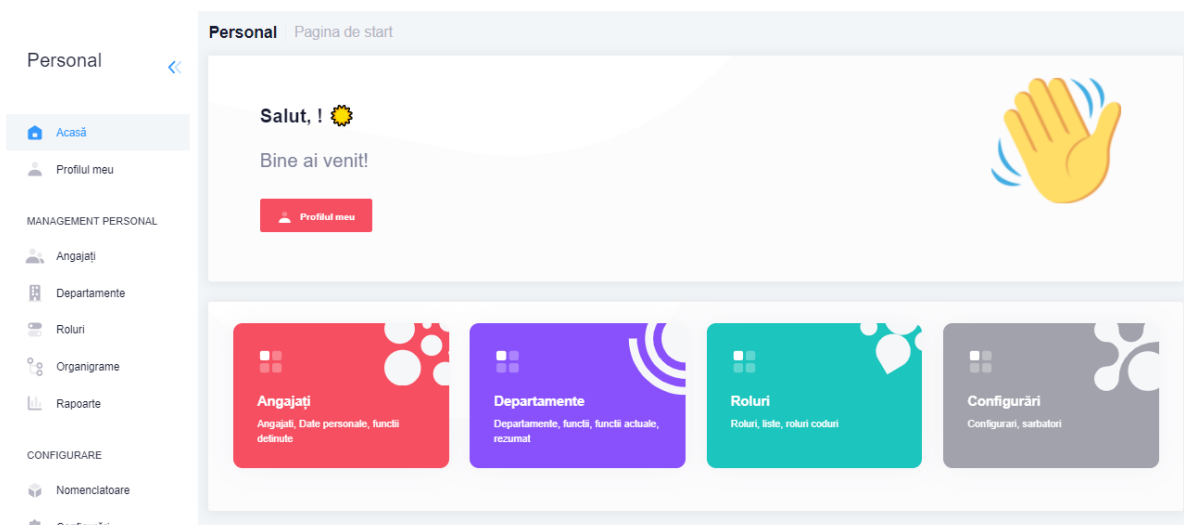 Personal
Acasă
Profilul meu
MANAGEMENT PERSONAL
Angajați
Departamente
Roluri
Organigrame
Rapoarte
CONFIGURARE
Nomenclatoare
Personal Pagina de start
Salut, !
Bine ai venit!
Profilul meu
Angajați
Angajati, Date personale, functii
detinute
Departamente
Departamente, functii, functii actuale,
rezumat
Roluri
Roluri, liste, roluri coduri
Configurări
Configurari, sarbatori